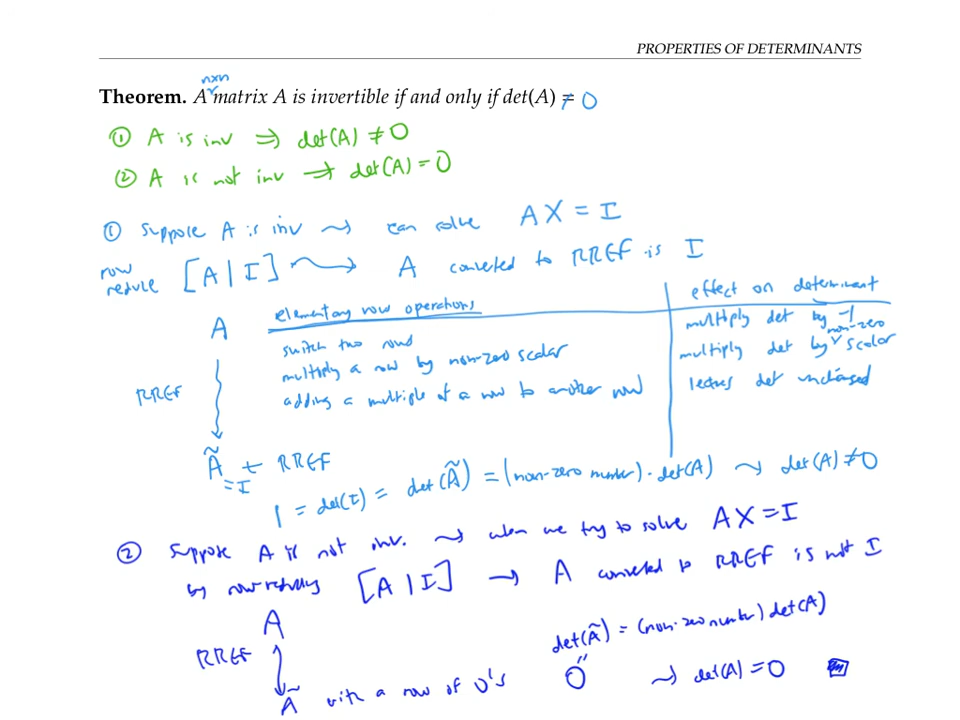 PROPERTIES OF DETERMINANTS
nxn
Theorem. A matrix A is invertible if and only if det(A) ≠ 0
① A is inv ⇒ det(A) ≠ 0
② A is not inv ⇒ det(A) = 0
① Suppose A is inv ⇝ can solve AX = I
row reduce [A | I] ⇝ A converted to RREF is I
elementary row operations
effect on determinant
switch two rows
multiply det by -1
multiply a row by non-zero scalar
multiply det by non-zero scalar
adding a multiple of a row to another row
leaves det unchanged
A
RREF
Ã ← RREF
= I
1 = det(I) = det(Ã) = (non-zero number) · det(A) ⇝ det(A) ≠ 0
② Suppose A is not inv. ⇝ when we try to solve AX = I
by row reducing [A | I] → A converted to RREF is not I
A
RREF
Ã with a row of 0's
det(Ã) = (non-zero number) det(A)
"
0 ⇝ det(A) = 0